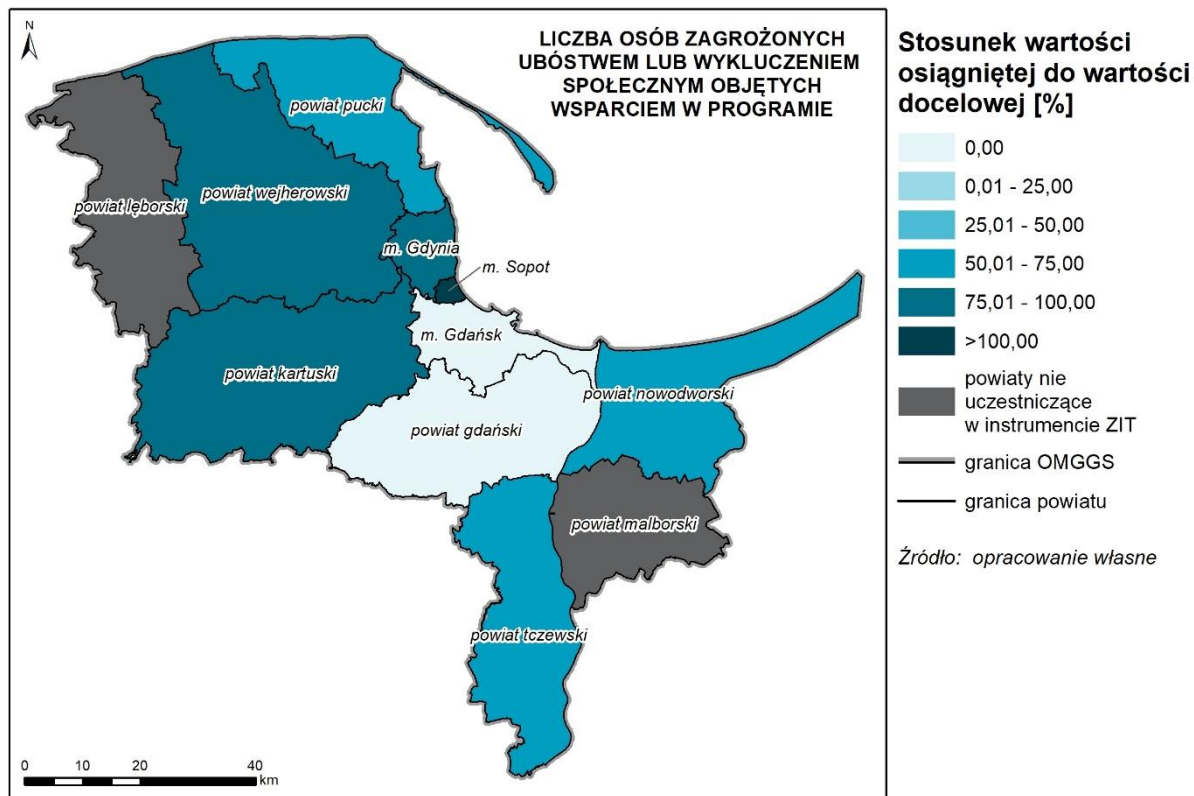 N
LICZBA OSÓB ZAGROŻONYCH
UBÓSTWEM LUB WYKLUCZENIEM
SPOŁECZNYM OBJĘTYCH
WSPARCIEM W PROGRAMIE
powiat pucki
powiat wejherowski
powiat lęborski
m. Gdynia
m. Sopot
m. Gdańsk
powiat kartuski
powiat nowodworski
powiat gdański
powiat malborski
powiat tczewski
0 10 20 40
km
Stosunek wartości
osiągniętej do wartości
docelowej [%]
0,00
0,01 - 25,00
25,01 - 50,00
50,01 - 75,00
75,01 - 100,00
>100,00
powiaty nie
uczestniczące
w instrumencie ZIT
granica OMGGS
granica powiatu
Źródło: opracowanie własne